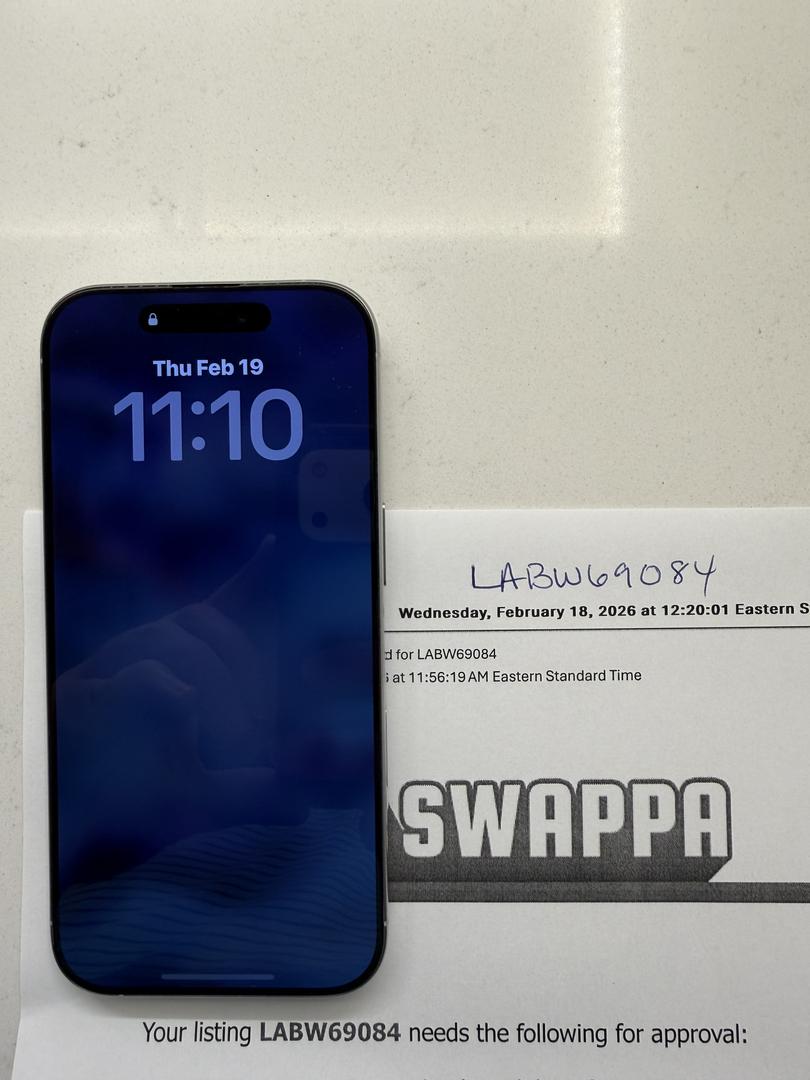 Thu Feb 19
11:10
LABW69084
Wednesday, February 18, 2026 at 12:20:01 Eastern S
d for LABW69084
at 11:56:19 AM Eastern Standard Time
SWAPPA
Your listing LABW69084 needs the following for approval: